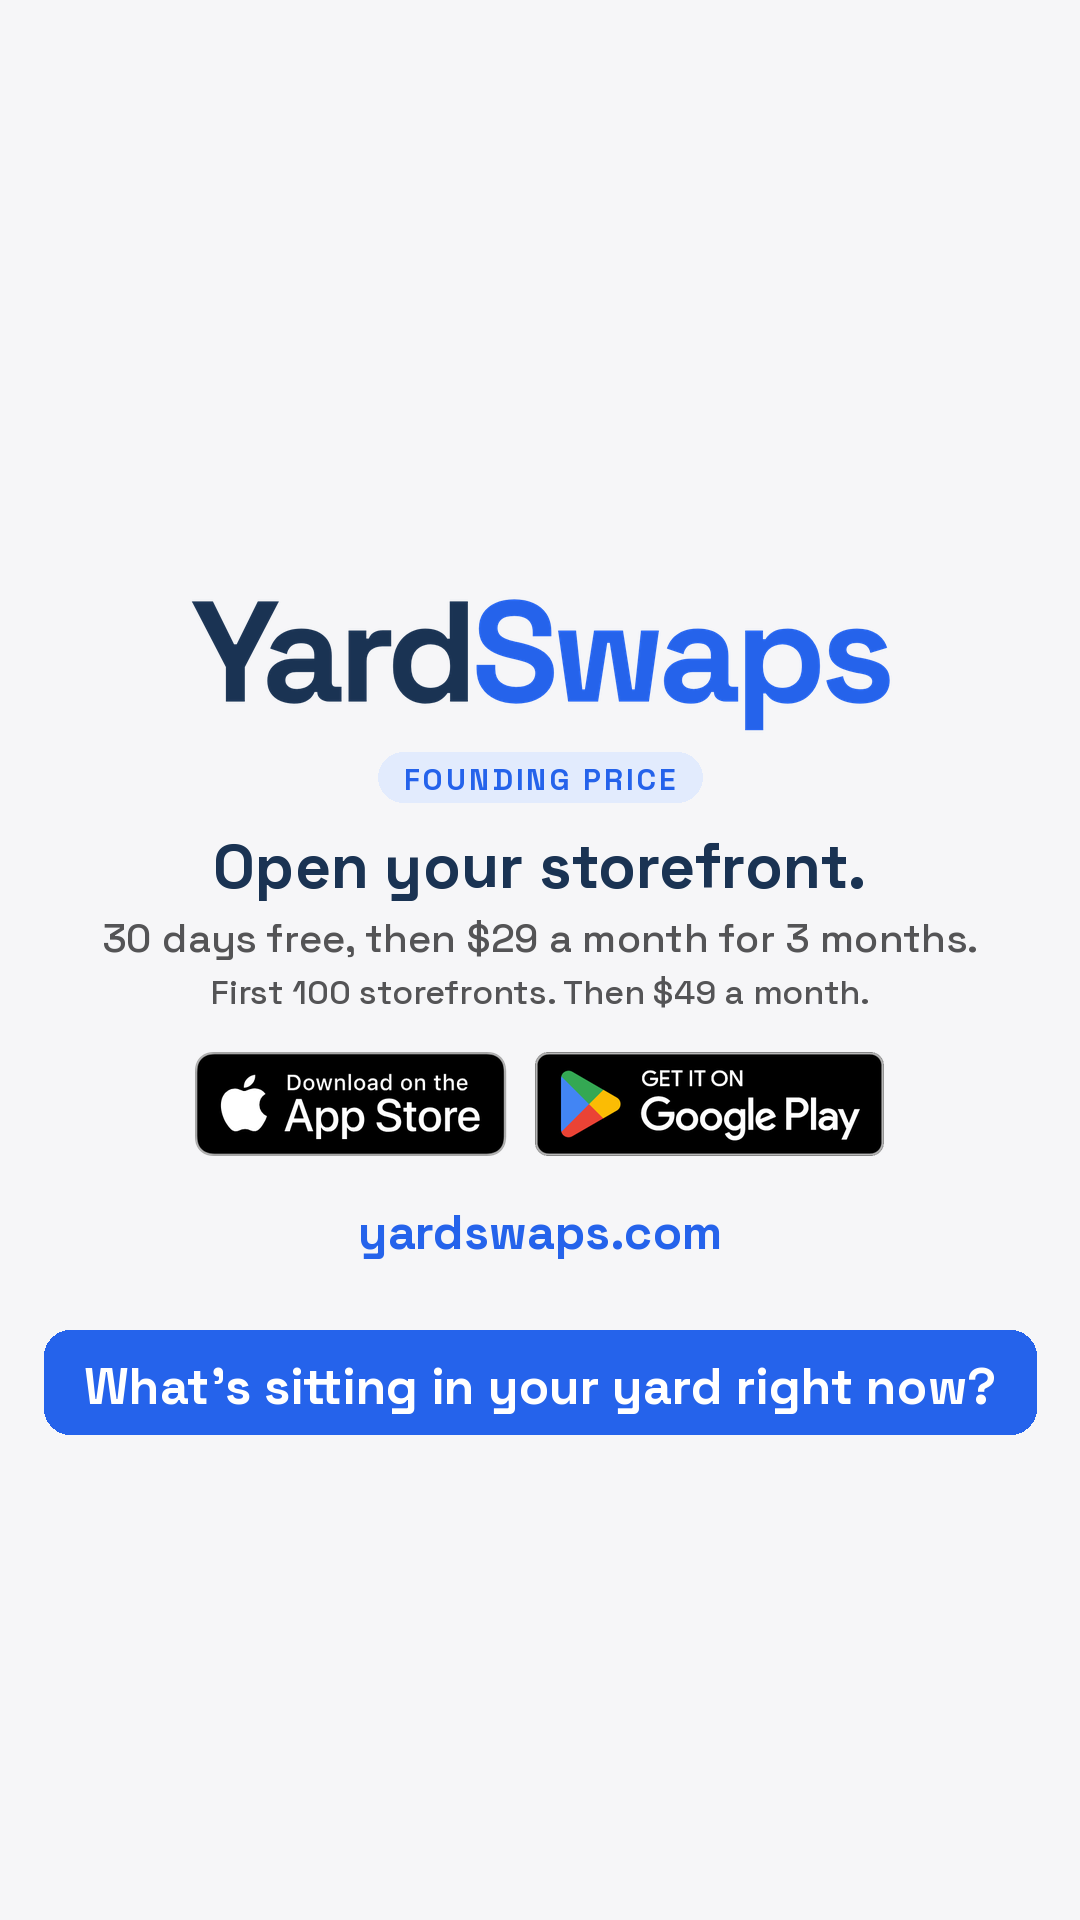 YardSwaps
FOUNDING PRICE
Open your storefront.
30 days free, then $29 a month for 3 months.
First 100 storefronts. Then $49 a month.
Download on the
App Store
GET IT ON
Google Play
yardswaps.com
What’s sitting in your yard right now?